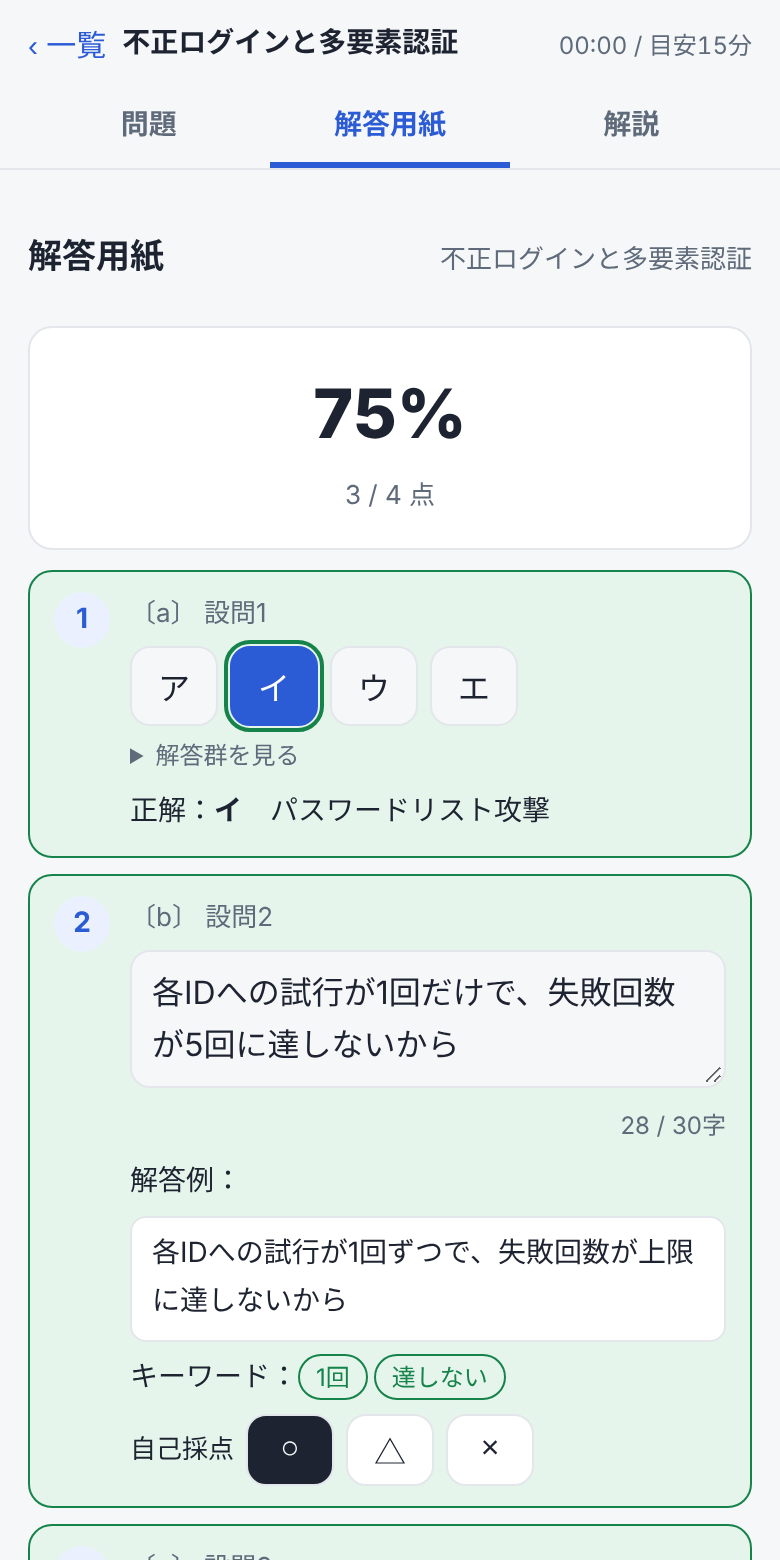 ‹ 一覧 不正ログインと多要素認証 00:00 / 目安15分
問題 解答用紙 解説
解答用紙 不正ログインと多要素認証
75%
3 / 4 点
1 〔a〕 設問1
ア イ ウ エ
▶ 解答群を見る
正解：イ　パスワードリスト攻撃
2 〔b〕 設問2
各IDへの試行が1回だけで、失敗回数
が5回に達しないから
28 / 30字
解答例：
各IDへの試行が1回ずつで、失敗回数が上限
に達しないから
キーワード： 1回 達しない
自己採点 ○ △ ×